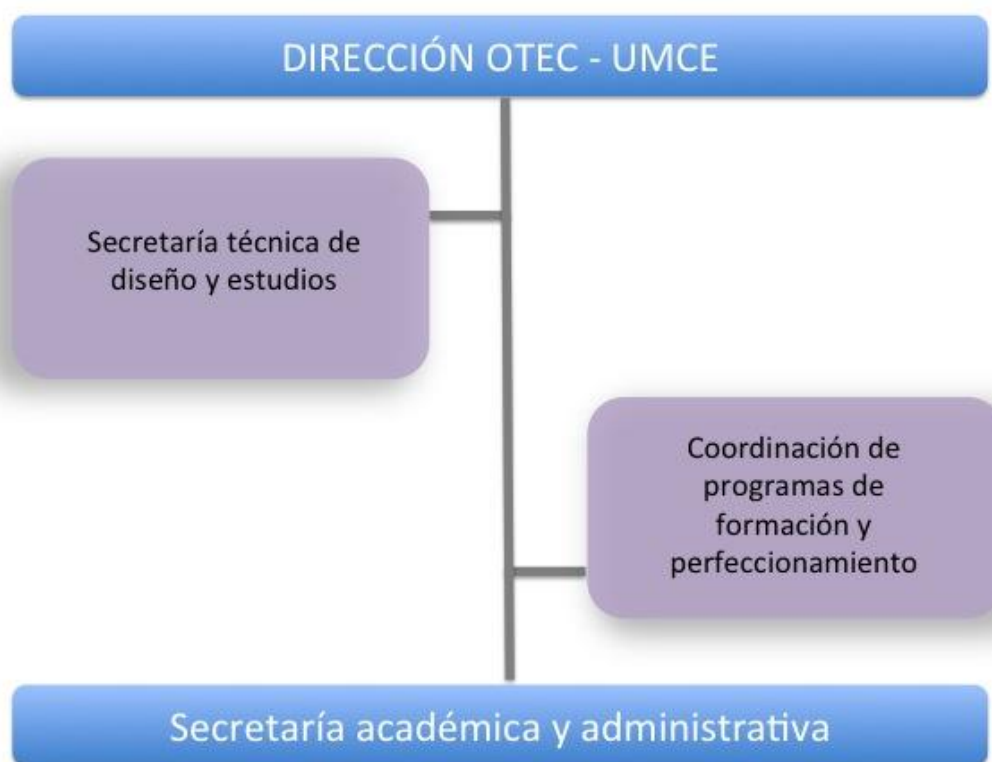 DIRECCIÓN OTEC - UMCE
Secretaría técnica de
diseño y estudios
Coordinación de
programas de
formación y
perfeccionamiento
Secretaría académica y administrativa